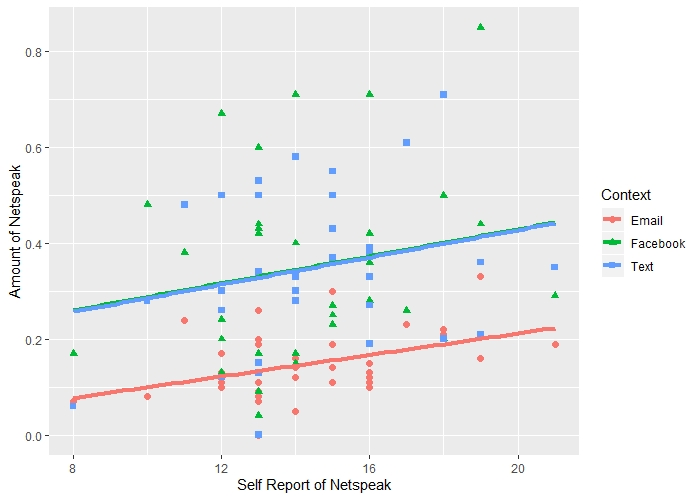 Amount of Netspeak
0.8
0.6
0.4
0.2
0.0
8
12
16
20
Self Report of Netspeak
Context
Email
Facebook
Text